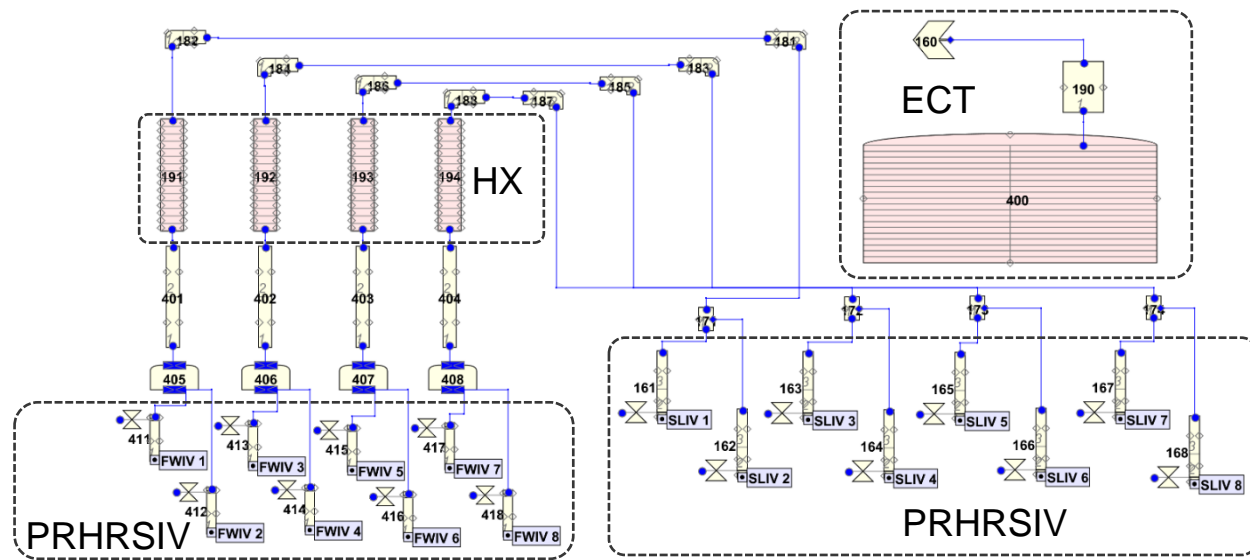 182
181
160
184
183
186
185
190
188
187
ECT
191
192
193
194
HX
400
401
402
403
404
171
172
173
174
405
406
407
408
161
163
165
167
SLIV 1
SLIV 3
SLIV 5
SLIV 7
411
413
415
417
162
164
166
168
FWIV 1
FWIV 3
FWIV 5
FWIV 7
SLIV 2
SLIV 4
SLIV 6
SLIV 8
412
414
416
418
FWIV 2
FWIV 4
FWIV 6
FWIV 8
PRHRSIV
PRHRSIV